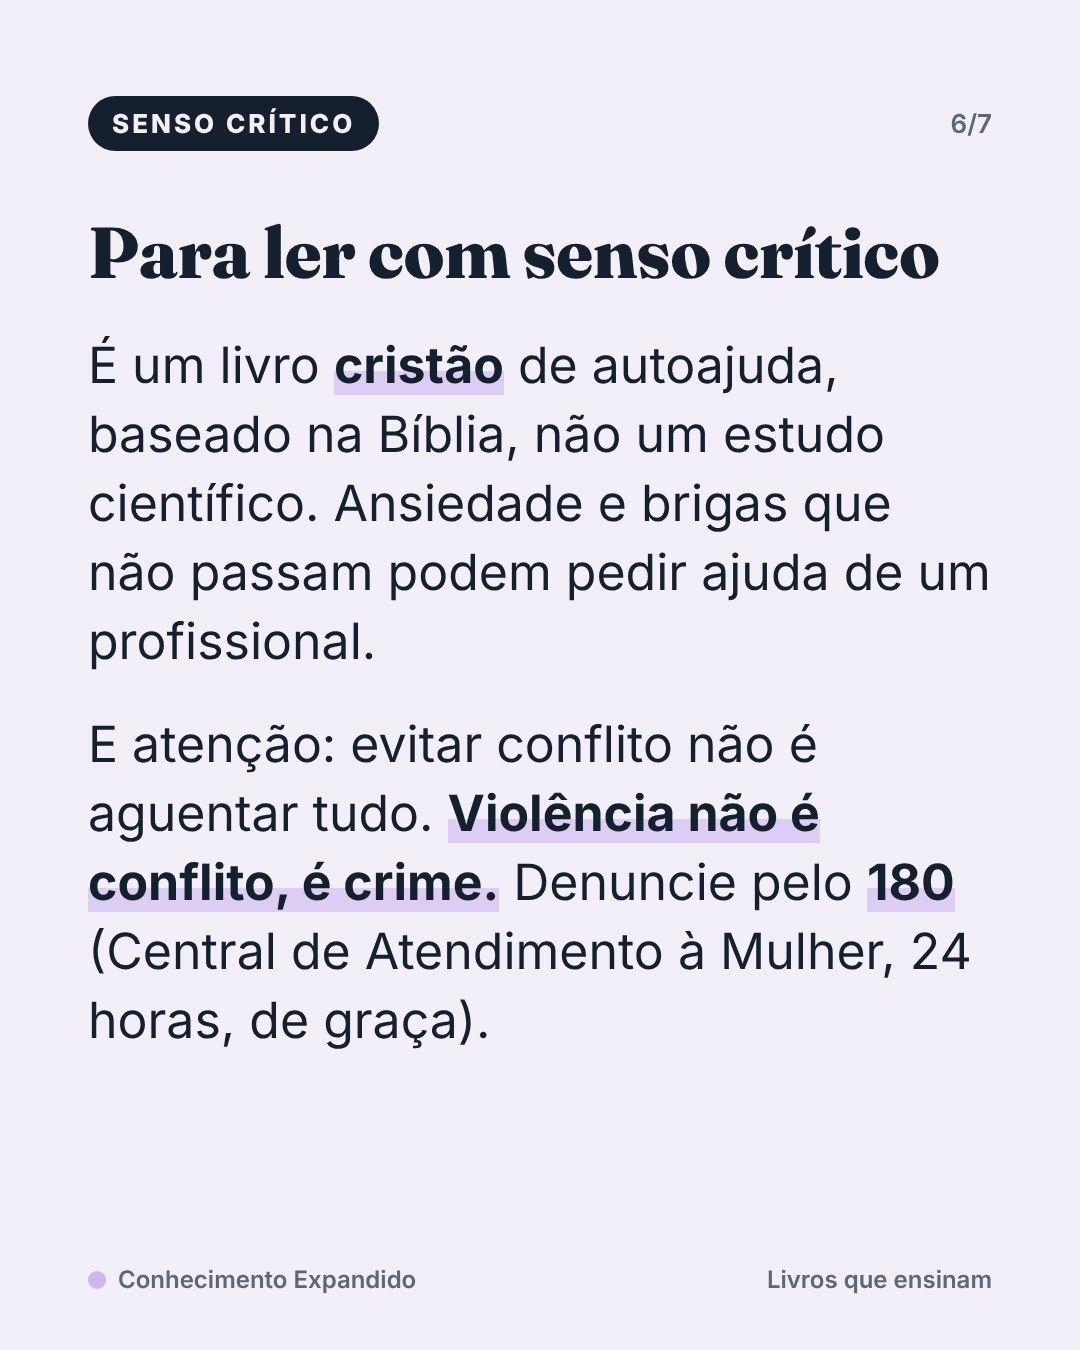 SENSO CRÍTICO
6/7
Para ler com senso crítico
É um livro cristão de autoajuda,
baseado na Bíblia, não um estudo
científico. Ansiedade e brigas que
não passam podem pedir ajuda de um
profissional.
E atenção: evitar conflito não é
aguentar tudo. Violência não é
conflito, é crime. Denuncie pelo 180
(Central de Atendimento à Mulher, 24
horas, de graça).
Conhecimento Expandido
Livros que ensinam